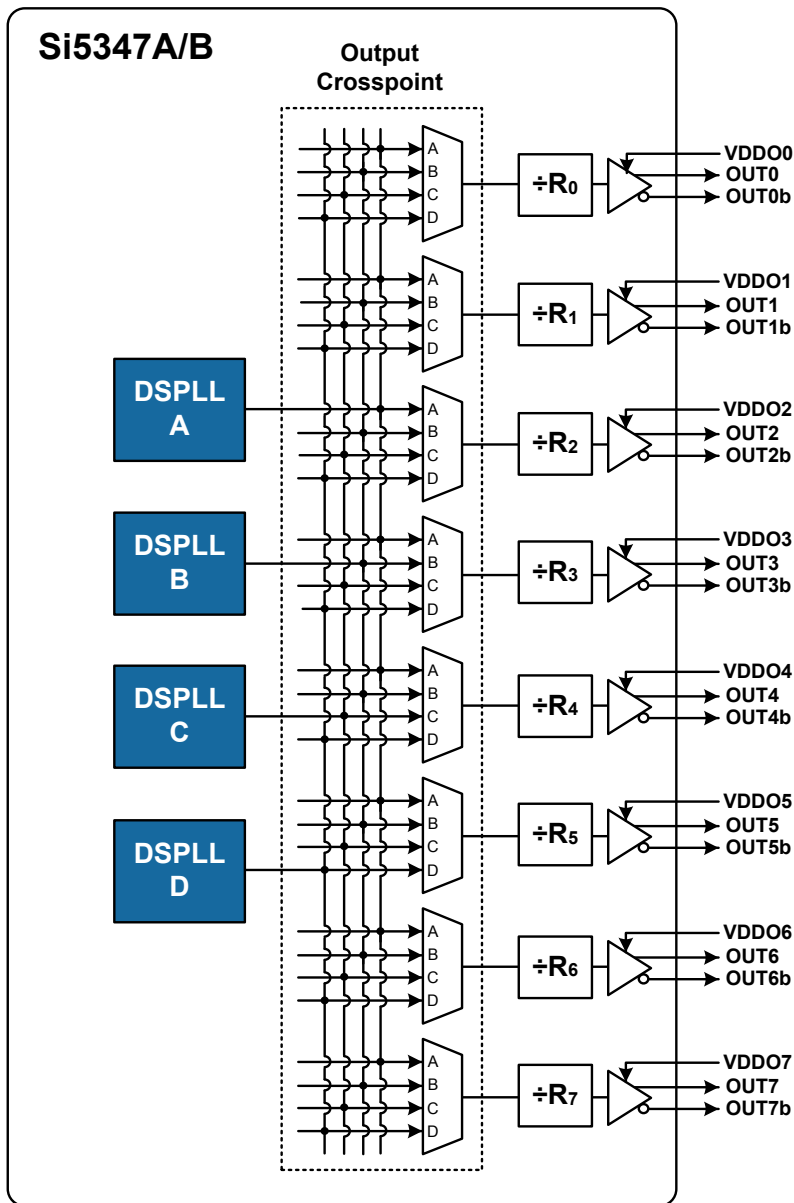 Si5347A/B
Output
Crosspoint
A
B
C
D
÷R0
VDDO0
OUT0
OUT0b
A
B
C
D
÷R1
VDDO1
OUT1
OUT1b
DSPLL
A
A
B
C
D
÷R2
VDDO2
OUT2
OUT2b
DSPLL
B
A
B
C
D
÷R3
VDDO3
OUT3
OUT3b
DSPLL
C
A
B
C
D
÷R4
VDDO4
OUT4
OUT4b
DSPLL
D
A
B
C
D
÷R5
VDDO5
OUT5
OUT5b
A
B
C
D
÷R6
VDDO6
OUT6
OUT6b
A
B
C
D
÷R7
VDDO7
OUT7
OUT7b